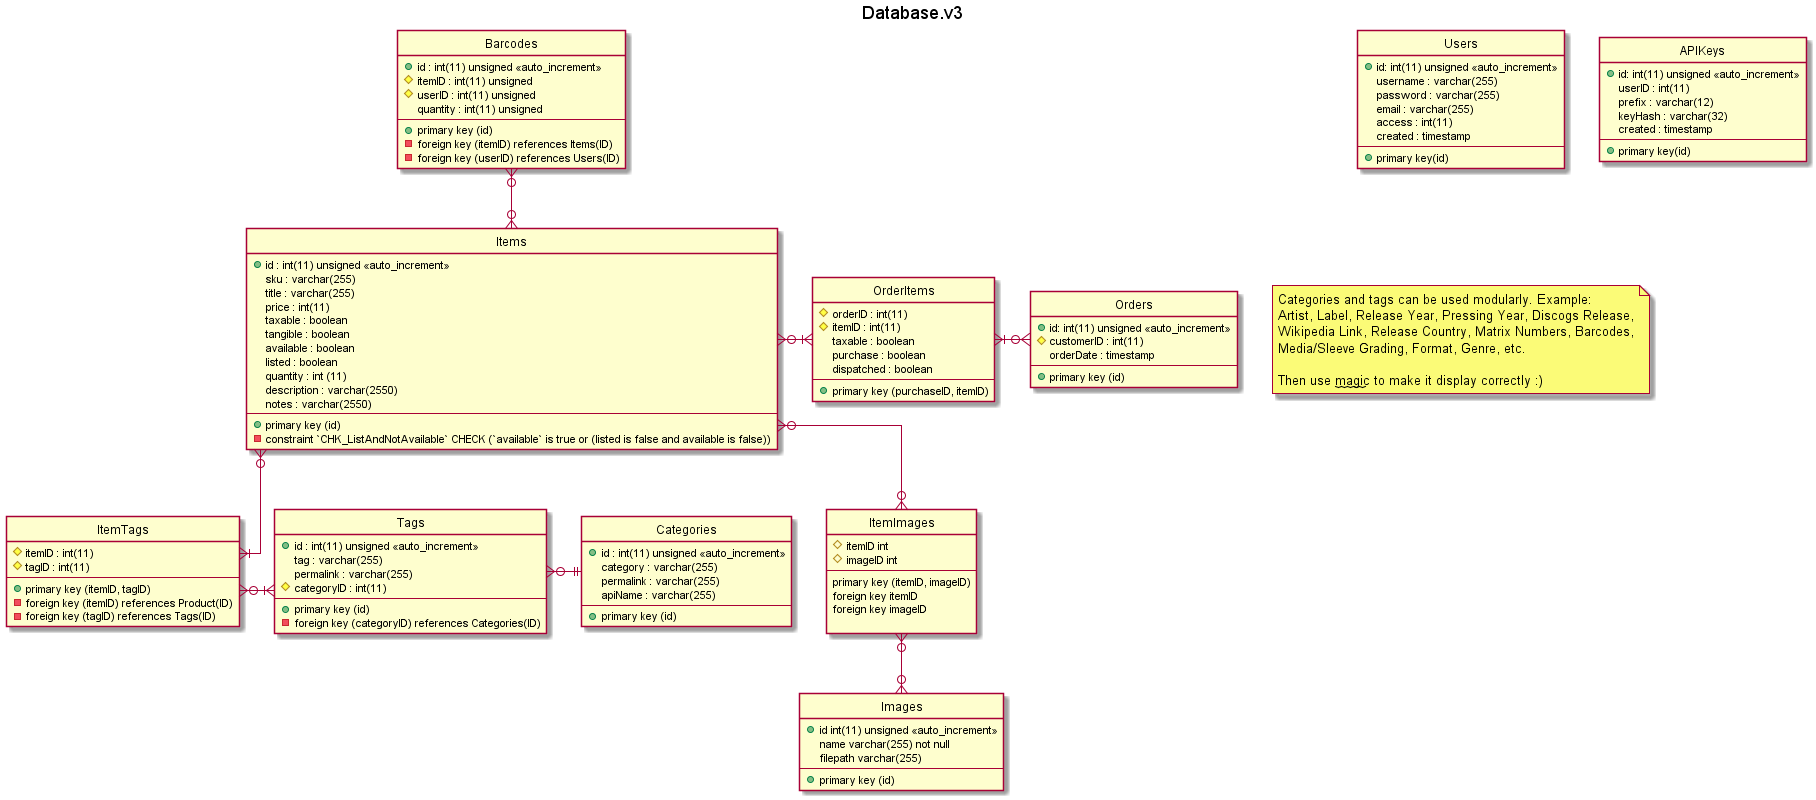 Database.v3
Barcodes
id : int(11) unsigned «auto_increment»
itemID : int(11) unsigned
userID : int(11) unsigned
quantity : int(11) unsigned
primary key (id)
foreign key (itemID) references Items(ID)
foreign key (userID) references Users(ID)
Users
id: int(11) unsigned «auto_increment»
username : varchar(255)
password : varchar(255)
email : varchar(255)
access : int(11)
created : timestamp
primary key(id)
APIKeys
id: int(11) unsigned «auto_increment»
userID : int(11)
prefix : varchar(12)
keyHash : varchar(32)
created : timestamp
primary key(id)
Items
id : int(11) unsigned «auto_increment»
sku : varchar(255)
title : varchar(255)
price : int(11)
taxable : boolean
tangible : boolean
available : boolean
listed : boolean
quantity : int (11)
description : varchar(2550)
notes : varchar(2550)
primary key (id)
constraint `CHK_ListAndNotAvailable` CHECK (`available` is true or (listed is false and available is false))
OrderItems
orderID : int(11)
itemID : int(11)
taxable : boolean
purchase : boolean
dispatched : boolean
primary key (purchaseID, itemID)
Orders
id: int(11) unsigned «auto_increment»
customerID : int(11)
orderDate : timestamp
primary key (id)
Categories and tags can be used modularly. Example:
Artist, Label, Release Year, Pressing Year, Discogs Release,
Wikipedia Link, Release Country, Matrix Numbers, Barcodes,
Media/Sleeve Grading, Format, Genre, etc.
Then use magic to make it display correctly :)
ItemTags
itemID : int(11)
tagID : int(11)
primary key (itemID, tagID)
foreign key (itemID) references Product(ID)
foreign key (tagID) references Tags(ID)
Tags
id : int(11) unsigned «auto_increment»
tag : varchar(255)
permalink : varchar(255)
categoryID : int(11)
primary key (id)
foreign key (categoryID) references Categories(ID)
Categories
id : int(11) unsigned «auto_increment»
category : varchar(255)
permalink : varchar(255)
apiName : varchar(255)
primary key (id)
ItemImages
itemID int
imageID int
primary key (itemID, imageID)
foreign key itemID
foreign key imageID
Images
id int(11) unsigned «auto_increment»
name varchar(255) not null
filepath varchar(255)
primary key (id)